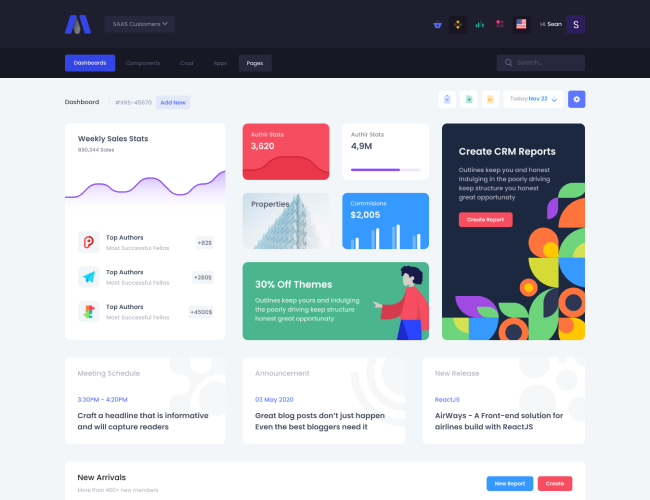 SAAS Customers
Hi Sean
S
Dashboards
Components
Crud
Apps
Pages
Search...
Dashboard
#XRS-45670
Add New
Today Nov 22
Weekly Sales Stats
890,344 Sales
Top Authors
Most Successful Fellas
+82$
Top Authors
Most Successful Fellas
+280$
Top Authors
Most Successful Fellas
+4500$
Authir Stats
3,620
Authir Stats
4,9M
Properties
Commisions
$2,005
30% Off Themes
Outlines keep yours and indulging
the poorly driving keep structure
honest great opportunaty
Create CRM Reports
Outlines keep you and honest
indulging in the poorly driving
keep structure you honest
great opportunaty
Create Report
Meeting Schedule
3:30PM - 4:20PM
Craft a headline that is informative
and will capture readers
Announcement
03 May 2020
Great blog posts don't just happen
Even the best bloggers need it
New Release
ReactJS
AirWays - A Front-end solution for
airlines build with ReactJS
New Arrivals
More than 400+ new members
New Report
Create